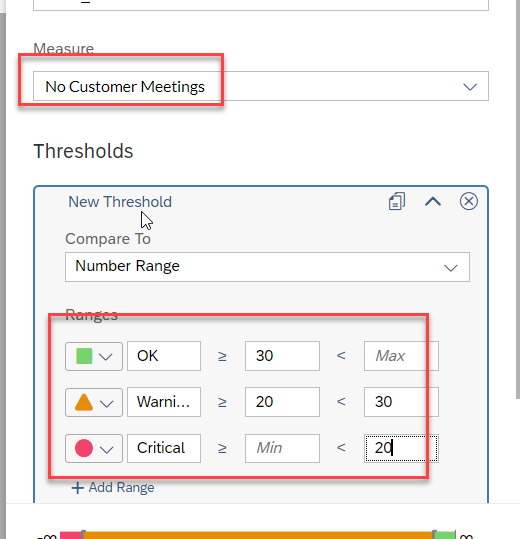 Measure
No Customer Meetings
Thresholds
New Threshold
Compare To
Number Range
Ranges
OK ≥ 30 < Max
Warni... ≥ 20 < 30
Critical ≥ Min < 20
+ Add Range